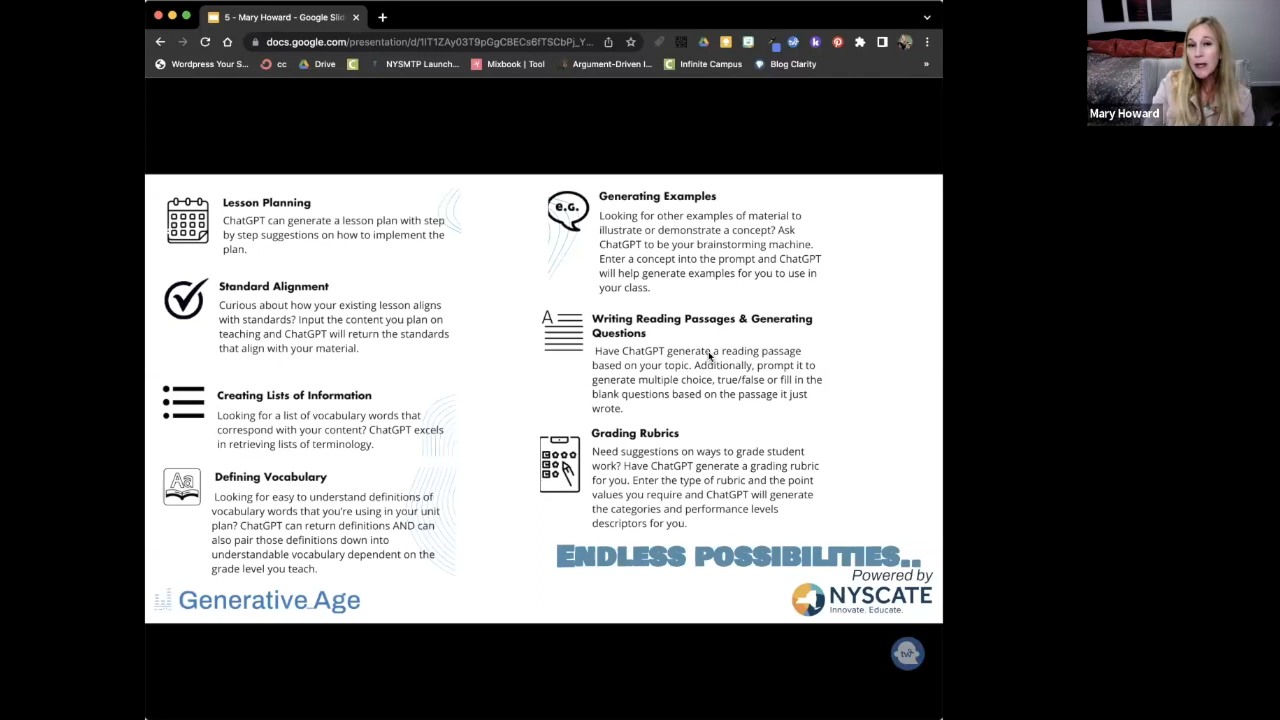 5 - Mary Howard - Google Slid
docs.google.com/presentation/d/1IT1ZAy03T9pGgCBECs6fTSCbPj_Y...
Wordpress Your S...
cc
Drive
NYSMTP Launch...
Mixbook | Tool
Argument-Driven I...
Infinite Campus
Blog Clarity
»
Mary Howard
Lesson Planning
ChatGPT can generate a lesson plan with step
by step suggestions on how to implement the
plan.
Standard Alignment
Curious about how your existing lesson aligns
with standards? Input the content you plan on
teaching and ChatGPT will return the standards
that align with your material.
Creating Lists of Information
Looking for a list of vocabulary words that
correspond with your content? ChatGPT excels
in retrieving lists of terminology.
Aa
Defining Vocabulary
Looking for easy to understand definitions of
vocabulary words that you're using in your unit
plan? ChatGPT can return definitions AND can
also pair those definitions down into
understandable vocabulary dependent on the
grade level you teach.
Generative_Age
e.g.
Generating Examples
Looking for other examples of material to
illustrate or demonstrate a concept? Ask
ChatGPT to be your brainstorming machine.
Enter a concept into the prompt and ChatGPT
will help generate examples for you to use in
your class.
A
Writing Reading Passages & Generating
Questions
Have ChatGPT generate a reading passage
based on your topic. Additionally, prompt it to
generate multiple choice, true/false or fill in the
blank questions based on the passage it just
wrote.
Grading Rubrics
Need suggestions on ways to grade student
work? Have ChatGPT generate a grading rubric
for you. Enter the type of rubric and the point
values you require and ChatGPT will generate
the categories and performance levels
descriptors for you.
ENDLESS POSSIBILITIES..
Powered by
NYSCATE
Innovate. Educate.
tw